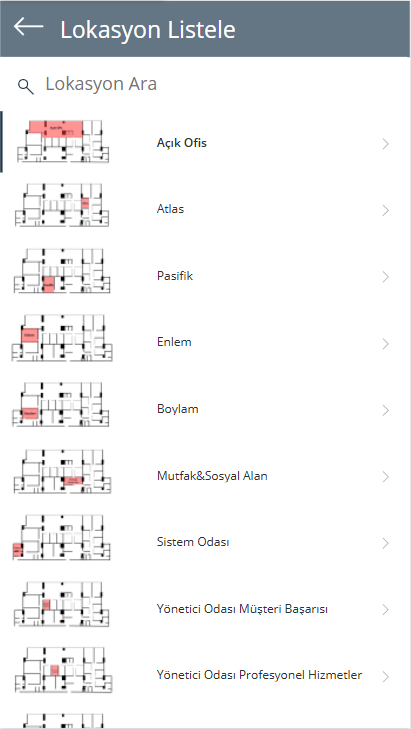 Lokasyon Listele
Lokasyon Ara
Açık Ofis
Atlas
Pasifik
Enlem
Boylam
Mutfak&Sosyal Alan
Sistem Odası
Yönetici Odası Müşteri Başarısı
Yönetici Odası Profesyonel Hizmetler